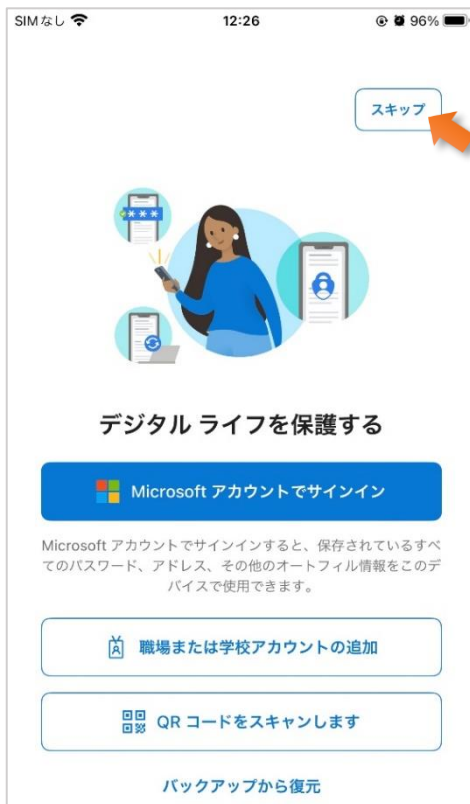 SIMなし 12:26 96%
スキップ
***
デジタル ライフを保護する
Microsoft アカウントでサインイン
Microsoft アカウントでサインインすると、保存されているすべ
てのパスワード、アドレス、その他のオートフィル情報をこのデ
バイスで使用できます。
職場または学校アカウントの追加
QR コードをスキャンします
バックアップから復元